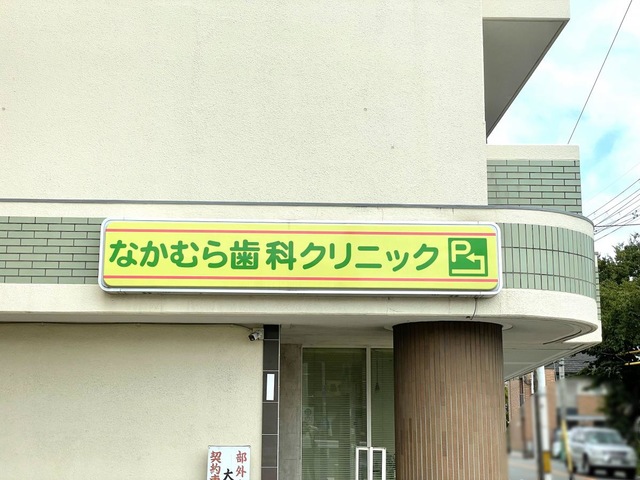 なかむら歯科クリニック P
部外
契約
大